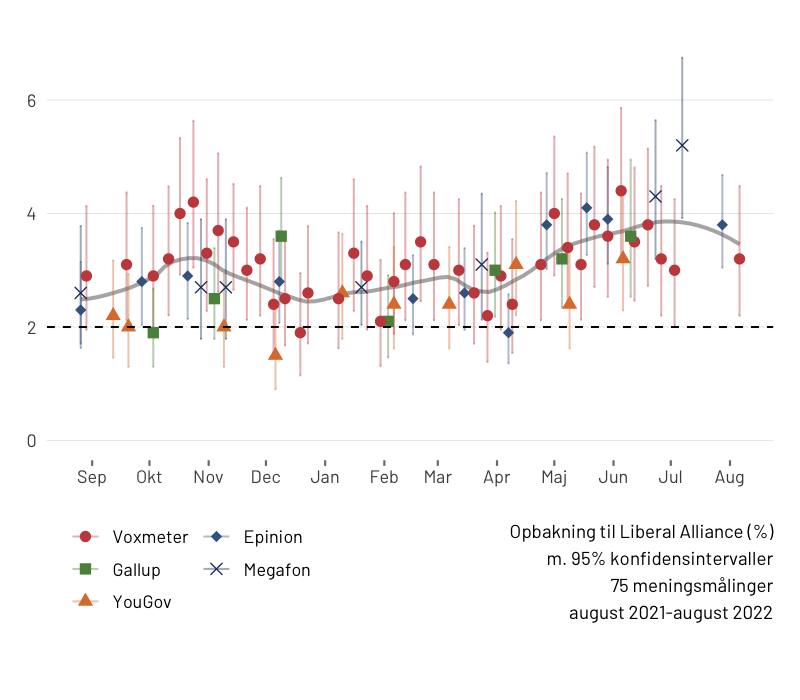 6
4
2
0
Sep Okt Nov Dec Jan Feb Mar Apr Maj Jun Jul Aug
Voxmeter Epinion
Gallup Megafon
YouGov
Opbakning til Liberal Alliance (%)
m. 95% konfidensintervaller
75 meningsmålinger
august 2021-august 2022